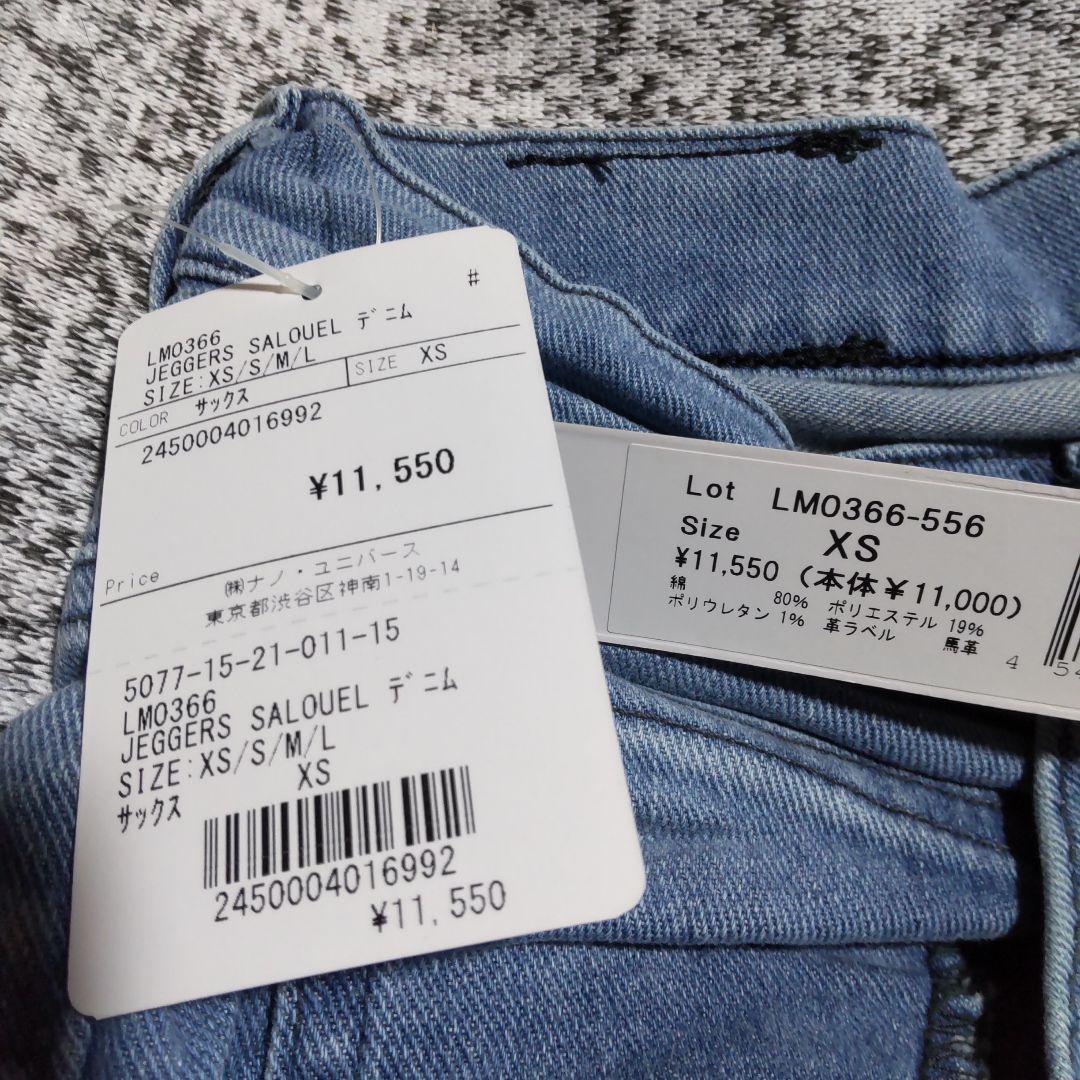 #
LM0366
JEGGERS SALOUEL ﾃﾞﾆﾑ
SIZE:XS/S/M/L
COLOR ｻｯｸｽ SIZE XS
2450004016992
¥11,550
Price
㈱ナノ・ユニバース
東京都渋谷区神南1-19-14
5077-15-21-011-15
LM0366
JEGGERS SALOUEL ﾃﾞﾆﾑ
SIZE:XS/S/M/L
XS
ｻｯｸｽ
2450004016992
¥11,550
Lot LM0366-556
Size XS
¥11,550 (本体¥11,000)
綿 80% ポリエステル 19%
ポリウレタン 1% 革ラベル 馬革
4 54